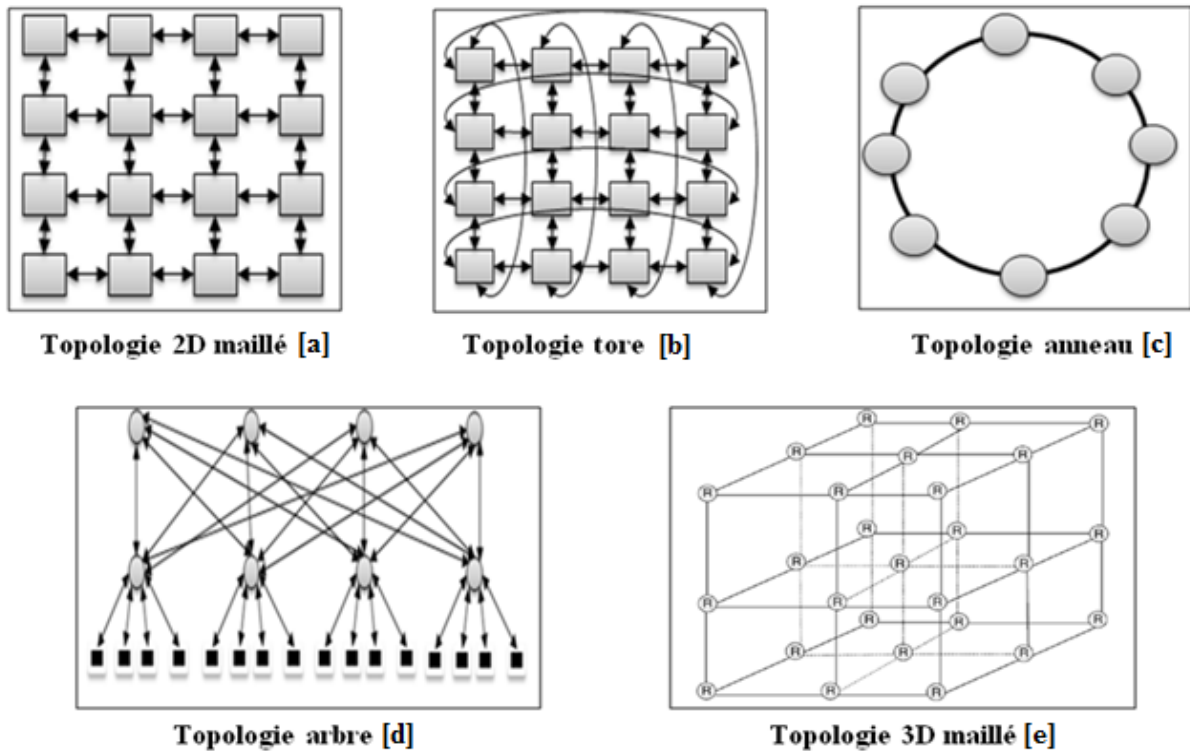 Topologie 2D maillé [a]
Topologie tore [b]
Topologie anneau [c]
R R R
R R R
R R R
R R R
R R R
R R R
R R R
R R R
R R R
Topologie arbre [d]
Topologie 3D maillé [e]